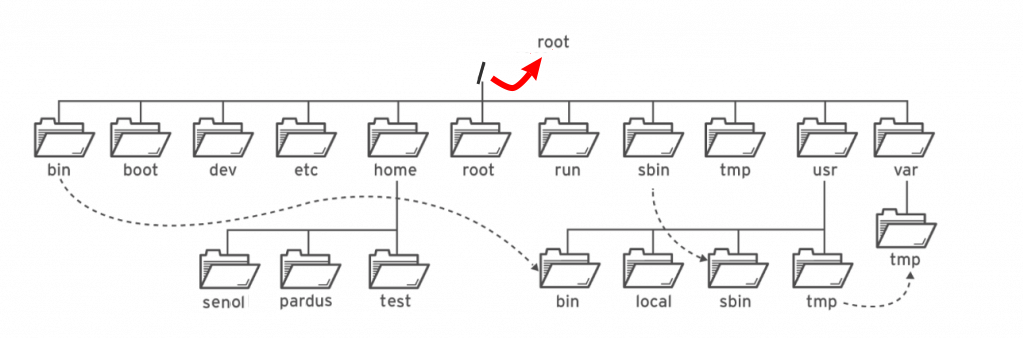 root
/
bin boot dev etc home root run sbin tmp usr var
tmp
senol pardus test bin local sbin tmp